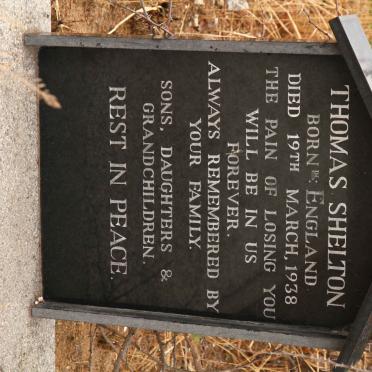 THOMAS SHELTON
BORN IN: ENGLAND
DIED 19TH MARCH, 1938
THE PAIN OF LOSING YOU
WILL BE IN US
FOREVER.
ALWAYS REMEMBERED BY
YOUR FAMILY.
SONS, DAUGHTERS &
GRANDCHILDREN.
REST IN PEACE.